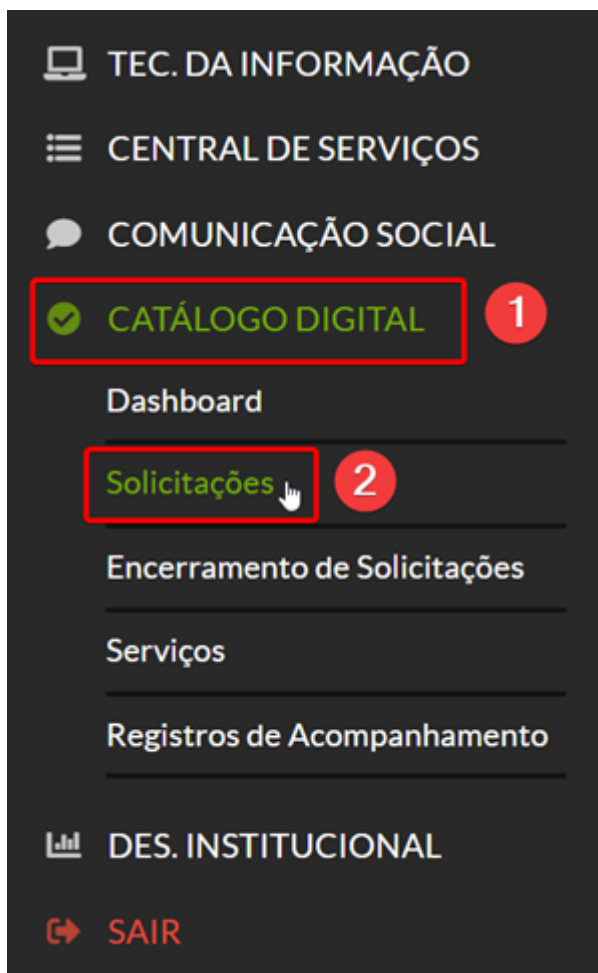 TEC. DA INFORMAÇÃO
CENTRAL DE SERVIÇOS
COMUNICAÇÃO SOCIAL
CATÁLOGO DIGITAL 1
Dashboard
Solicitações 2
Encerramento de Solicitações
Serviços
Registros de Acompanhamento
DES. INSTITUCIONAL
SAIR